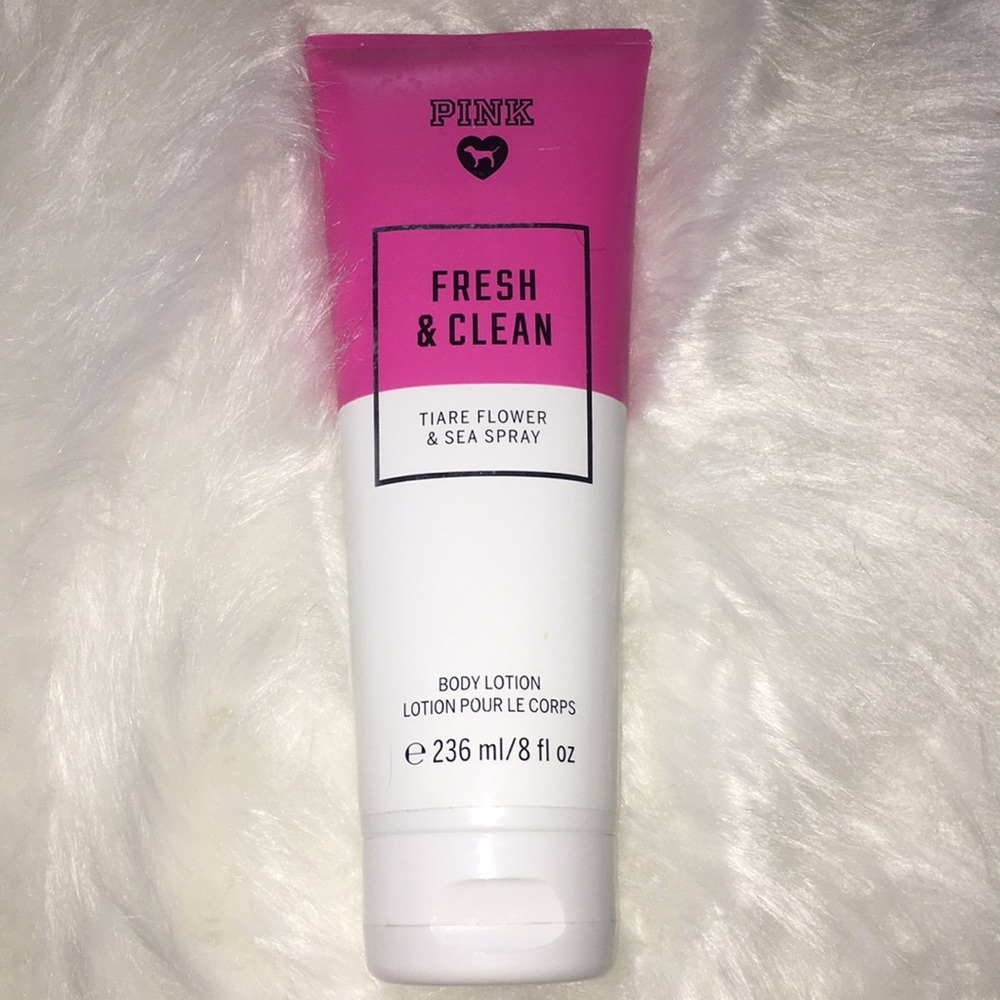 PINK
FRESH
& CLEAN
TIARE FLOWER
& SEA SPRAY
BODY LOTION
LOTION POUR LE CORPS
℮ 236 ml/8 fl oz